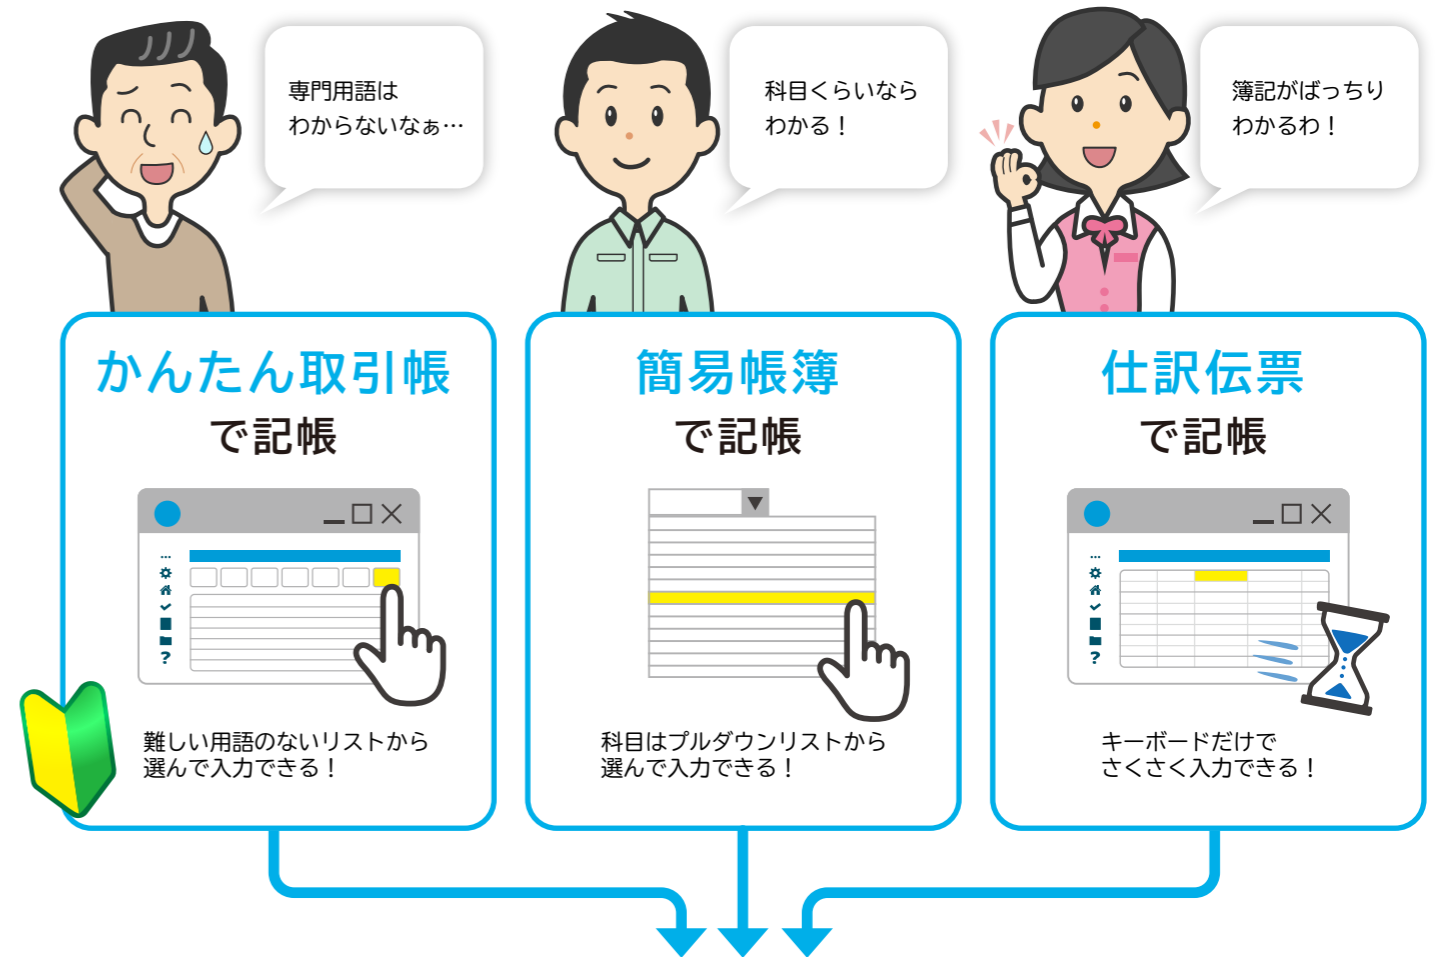 専門用語は
わからないなぁ…
科目くらいなら
わかる！
簿記がばっちり
わかるわ！
かんたん取引帳
で記帳
難しい用語のないリストから
選んで入力できる！
簡易帳簿
で記帳
科目はプルダウンリストから
選んで入力できる！
仕訳伝票
で記帳
キーボードだけで
さくさく入力できる！